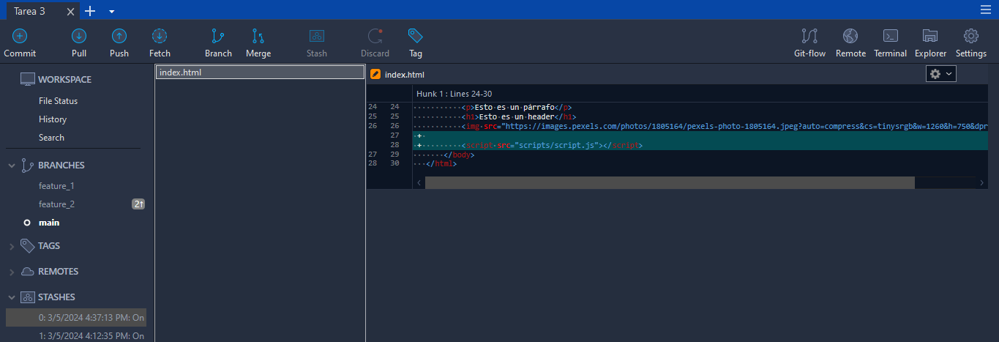 Tarea 3
Commit Pull Push Fetch Branch Merge Stash Discard Tag Git-flow Remote Terminal Explorer Settings
WORKSPACE
File Status
History
Search
BRANCHES
feature_1
feature_2 2↑
main
TAGS
REMOTES
STASHES
0: 3/5/2024 4:37:13 PM: On
1: 3/5/2024 4:12:35 PM: On
index.html
index.html
Hunk 1 : Lines 24-30
24 24 <p>Esto es un párrafo</p>
25 25 <h1>Esto es un header</h1>
26 26 <img src="https://images.pexels.com/photos/1805164/pexels-photo-1805164.jpeg?auto=compress&cs=tinysrgb&w=1260&h=750&dpr
27 +
28 + <script src="scripts/script.js"></script>
27 29 </body>
28 30 </html>